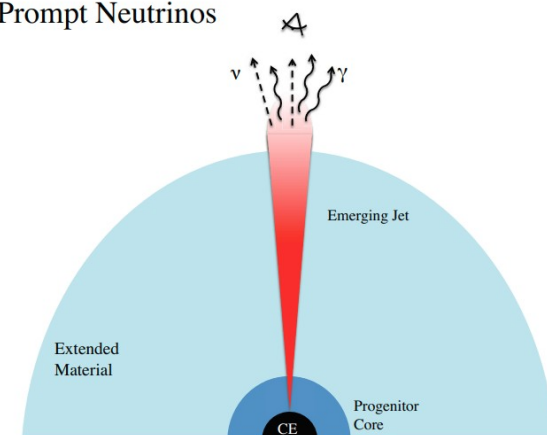 Prompt Neutrinos
ν
γ
Emerging Jet
Extended
Material
Progenitor
Core
CE